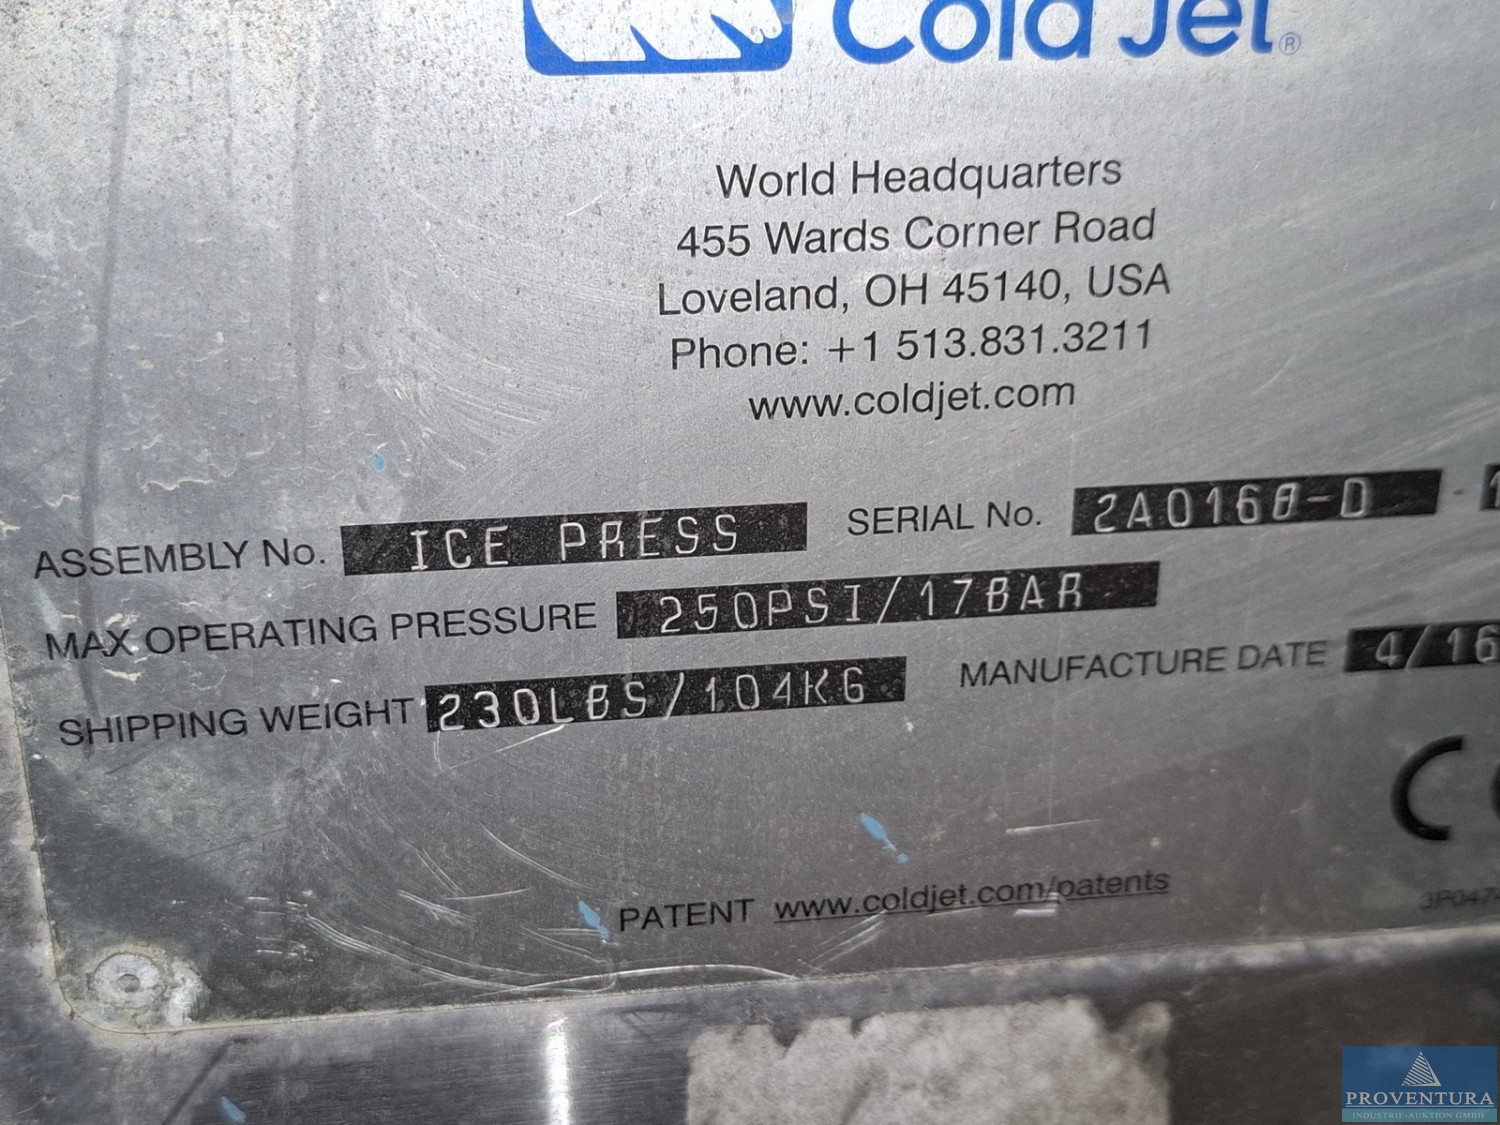 Cold Jet®
World Headquarters
455 Wards Corner Road
Loveland, OH 45140, USA
Phone: +1 513.831.3211
www.coldjet.com
ASSEMBLY No. ICE PRESS SERIAL No. 2A0168-D
MAX OPERATING PRESSURE 250PSI/17BAR
SHIPPING WEIGHT 230LBS/104KG MANUFACTURE DATE 4/16
PATENT www.coldjet.com/patents
PROVENTURA
INDUSTRIE-AUKTION GMBH